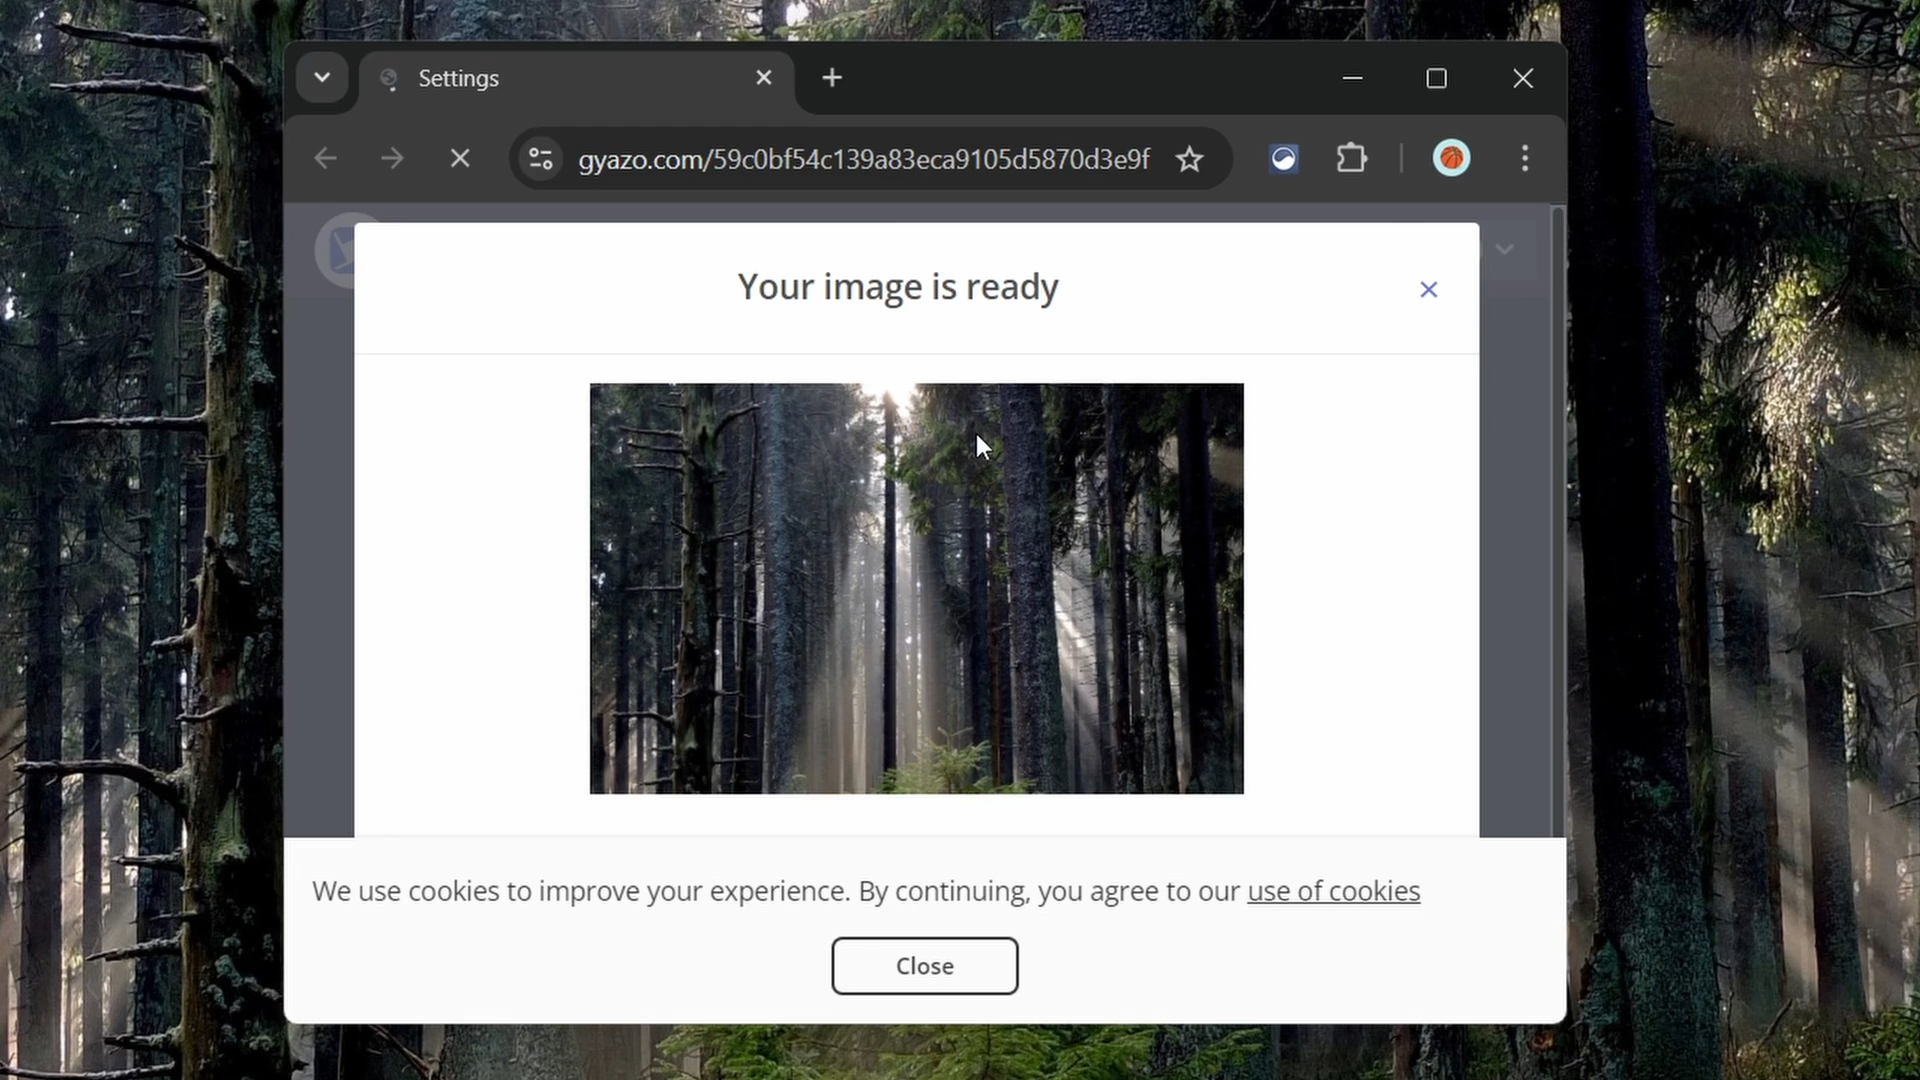 Settings
gyazo.com/59c0bf54c139a83eca9105d5870d3e9f
Your image is ready
We use cookies to improve your experience. By continuing, you agree to our use of cookies
Close